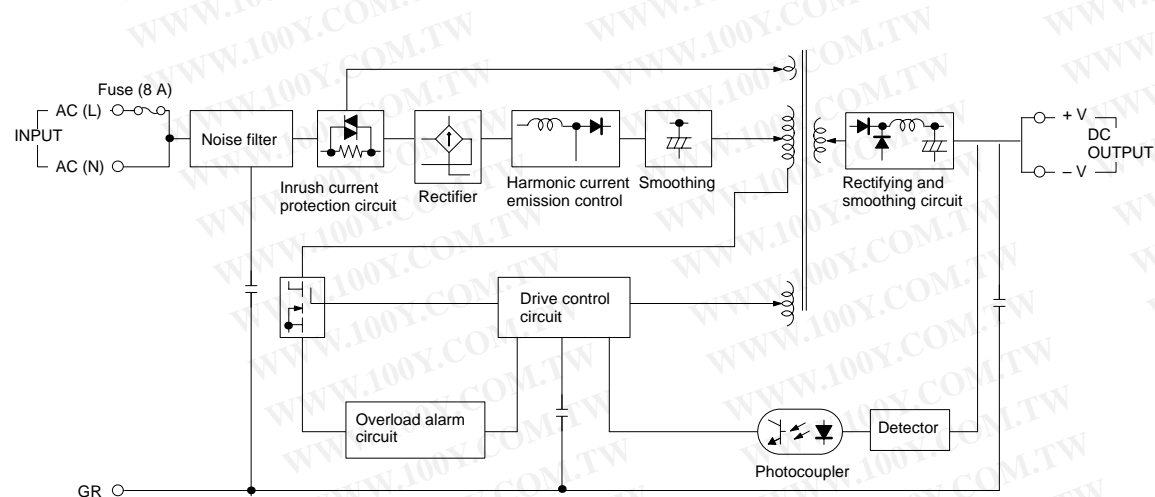 Fuse (8 A)
AC (L)
INPUT
AC (N)
Noise filter
Inrush current
protection circuit
Rectifier
Harmonic current
emission control
Smoothing
Rectifying and
smoothing circuit
+ V
DC
OUTPUT
– V
Drive control
circuit
Overload alarm
circuit
Photocoupler
Detector
GR
WWW.100Y.COM.TW